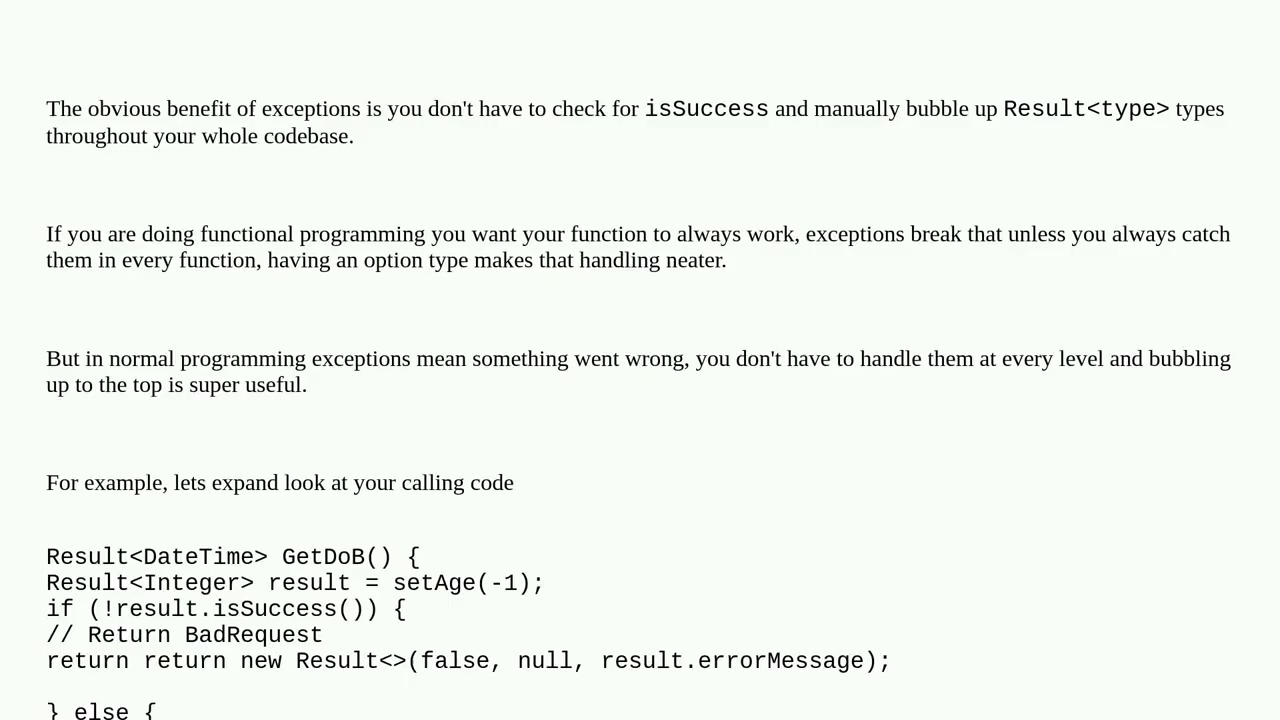 The obvious benefit of exceptions is you don't have to check for isSuccess and manually bubble up Result<type> types
throughout your whole codebase.
If you are doing functional programming you want your function to always work, exceptions break that unless you always catch
them in every function, having an option type makes that handling neater.
But in normal programming exceptions mean something went wrong, you don't have to handle them at every level and bubbling
up to the top is super useful.
For example, lets expand look at your calling code
Result<DateTime> GetDoB() {
Result<Integer> result = setAge(-1);
if (!result.isSuccess()) {
// Return BadRequest
return return new Result<>(false, null, result.errorMessage);
} else {